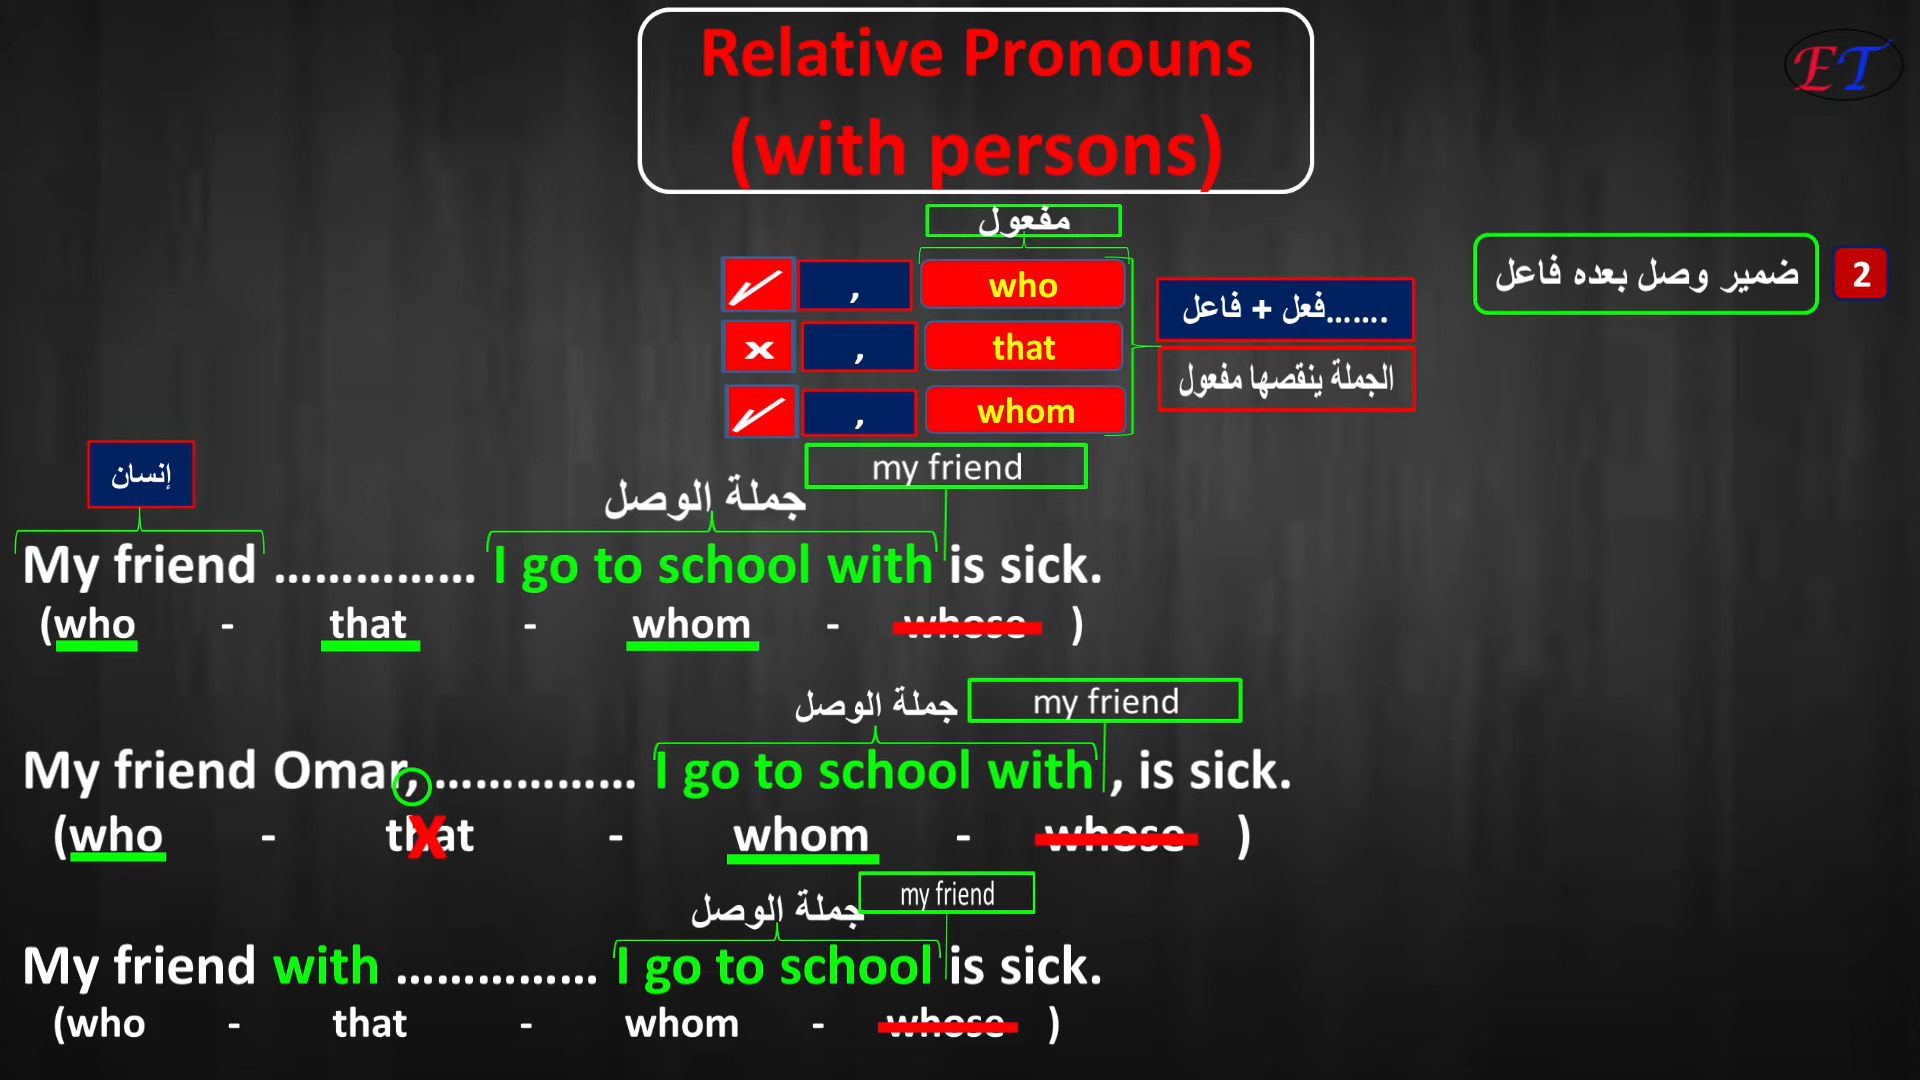 Relative Pronouns
(with persons)
ET
مفعول
, who
x , that
, whom
فعل + فاعل.......
الجملة ينقصها مفعول
ضمير وصل بعده فاعل
2
إنسان
جملة الوصل
my friend
My friend ............... I go to school with is sick.
(who - that - whom - whose )
جملة الوصل
my friend
My friend Omar, ............... I go to school with , is sick.
(who - that - whom - whose )
X
جملة الوصل
my friend
My friend with ............... I go to school is sick.
(who - that - whom - whose )